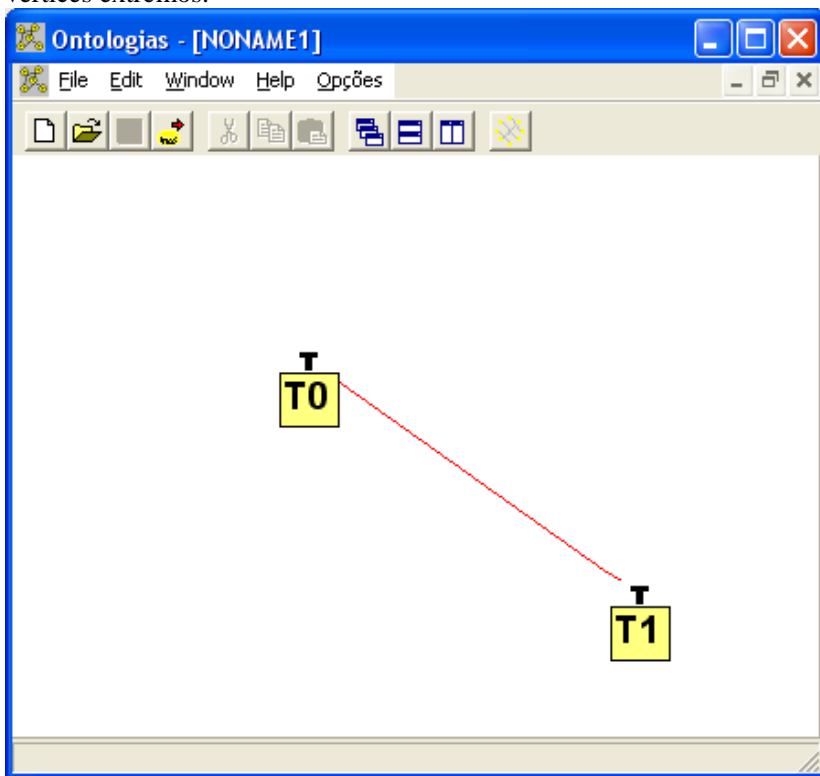 vértices extremos.
Ontologias - [NONAME1]
File Edit Window Help Opções
T
T0
T
T1